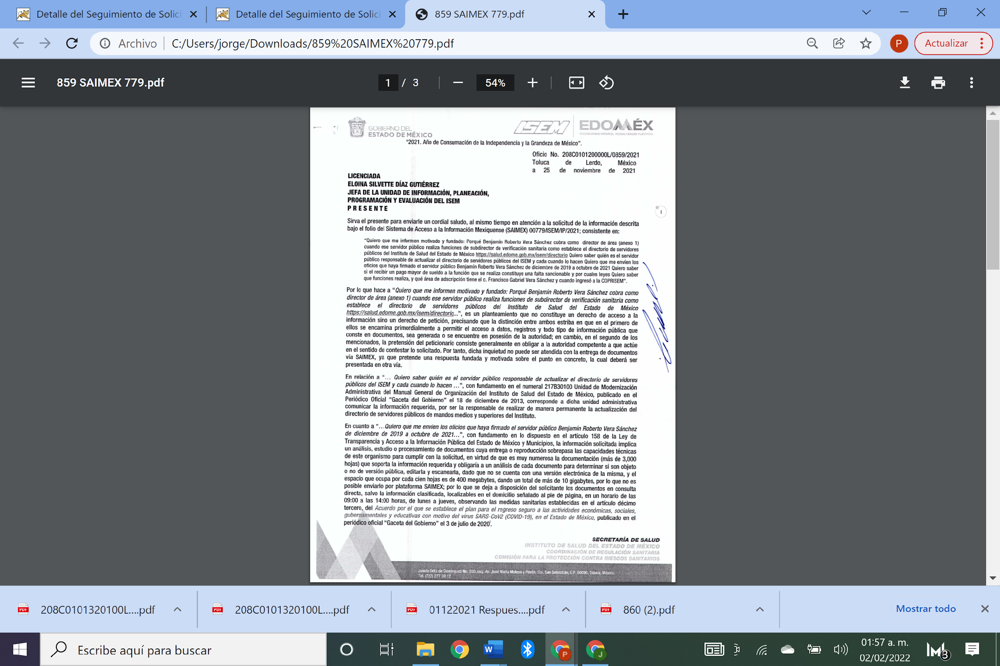 Detalle del Seguimiento de Solici
Detalle del Seguimiento de Solici
859 SAIMEX 779.pdf
Archivo
C:/Users/jorge/Downloads/859%20SAIMEX%20779.pdf
P
Actualizar
859 SAIMEX 779.pdf
1 / 3
54%
GOBIERNO DEL
ESTADO DE MÉXICO
ISEM
EDOMÉX
DECISIONES FIRMES, RESULTADOS FUERTES.
"2021. Año de Consumación de la Independencia y la Grandeza de México".
Oficio No. 208C0101200000L/0859/2021
Toluca de Lerdo, México
a 25 de noviembre de 2021
LICENCIADA
ELOINA SILVETTE DÍAZ GUTIÉRREZ
JEFA DE LA UNIDAD DE INFORMACIÓN, PLANEACIÓN,
PROGRAMACIÓN Y EVALUACIÓN DEL ISEM
P R E S E N T E
1
Sirva el presente para enviarle un cordial saludo, al mismo tiempo en atención a la solicitud de la información descrita
bajo el folio del Sistema de Acceso a la Información Mexiquense (SAIMEX) 00779/ISEM/IP/2021; consistente en:
"Quiero que me informen motivado y fundado: Porqué Benjamín Roberto Vera Sánchez cobra como director de área (anexo 1)
cuando ese servidor público realiza funciones de subdirector de verificación sanitaria como establece el directorio de servidores
públicos del Instituto de Salud del Estado de México https://salud.edome.gob.mx/isem/directorio Quiero saber quién es el servidor
público responsable de actualizar el directorio de servidores públicos del ISEM y cada cuando lo hacen Quiero que me envíen los
oficios que haya firmado el servidor público Benjamín Roberto Vera Sánchez de diciembre de 2019 a octubre de 2021 Quiero saber
si el recibir un pago mayor de sueldo a la función que se realiza constituye una falta sancionable y por cuales leyes Quiero saber
que funciones realiza, y qué área de adscripción tiene el c. Francisco Gabriel Vera Sánchez y cuando ingresó a la COPRISEM".
Por lo que hace a "Quiero que me informen motivado y fundado: Porqué Benjamín Roberto Vera Sánchez cobra como
director de área (anexo 1) cuando ese servidor público realiza funciones de subdirector de verificación sanitaria como
establece el directorio de servidores públicos del Instituto de Salud del Estado de México
https://salud.edome.gob.mx/isem/directorio...", es un planteamiento que no constituye un derecho de acceso a la
información sino un derecho de petición, precisando que la distinción entre ambos estriba en que en el primero de
ellos se encamina primordialmente a permitir el acceso a datos, registros y todo tipo de información pública que
conste en documentos, sea generada o se encuentre en posesión de la autoridad; en cambio, en el segundo de los
mencionados, la pretensión del peticionario consiste generalmente en obligar a la autoridad competente a que actúe
en el sentido de contestar lo solicitado. Por tanto, dicha inquietud no puede ser atendida con la entrega de documentos
vía SAIMEX, ya que pretende una respuesta fundada y motivada sobre el punto en concreto, la cual deberá ser
presentada en otra vía.
En relación a "... Quiero saber quién es el servidor público responsable de actualizar el directorio de servidores
públicos del ISEM y cada cuando lo hacen ...", con fundamento en el numeral 217B30100 Unidad de Modernización
Administrativa del Manual General de Organización del Instituto de Salud del Estado de México, publicado en el
Periódico Oficial "Gaceta del Gobierno" el 18 de diciembre de 2013, corresponde a dicha unidad administrativa
comunicar la información requerida, por ser la responsable de realizar de manera permanente la actualización del
directorio de servidores públicos de mandos medios y superiores del Instituto.
En cuanto a "...Quiero que me envíen los oficios que haya firmado el servidor público Benjamín Roberto Vera Sánchez
de diciembre de 2019 a octubre de 2021...", con fundamento en lo dispuesto en el artículo 158 de la Ley de
Transparencia y Acceso a la Información Pública del Estado de México y Municipios, la información solicitada implica
un análisis, estudio o procesamiento de documentos cuya entrega o reproducción sobrepasa las capacidades técnicas
de este organismo para cumplir con la solicitud, en virtud de que es muy numerosa la documentación (más de 3,000
hojas) que soporta la información requerida y obligaría a un análisis de cada documento para determinar si son objeto
o no de versión pública, editarla y escanearla, dado que no se cuenta con una versión electrónica de la misma, y el
espacio que ocupa por cada cien hojas es de 400 megabytes, dando un total de más de 10 gigabytes, por lo que no es
posible enviarlo por plataforma SAIMEX; por lo que se deja a disposición del solicitante los documentos en consulta
directa, salvo la información clasificada, localizables en el domicilio señalado al pie de página, en un horario de las
09:00 a las 14:00 horas, de lunes a jueves, observando las medidas sanitarias establecidas en el artículo décimo
tercero, del Acuerdo por el que se establece el plan para el regreso seguro a las actividades económicas, sociales,
gubernamentales y educativas con motivo del virus SARS-CoV2 (COVID-19), en el Estado de México, publicado en el
periódico oficial "Gaceta del Gobierno" el 3 de julio de 2020i.
SECRETARÍA DE SALUD
INSTITUTO DE SALUD DEL ESTADO DE MÉXICO
COORDINACIÓN DE REGULACIÓN SANITARIA
COMISIÓN PARA LA PROTECCIÓN CONTRA RIESGOS SANITARIOS
Josefa Ortiz de Domínguez No. 200, esq. Av. José María Moleos y Pavón, Col. San Sebastián, C.P. 50090, Toluca, México.
Tel. (722) 277 39 12
208C0101320100L....pdf
208C0101320100L....pdf
01122021 Respues....pdf
860 (2).pdf
Mostrar todo
Escribe aquí para buscar
01:57 a. m.
02/02/2022
3